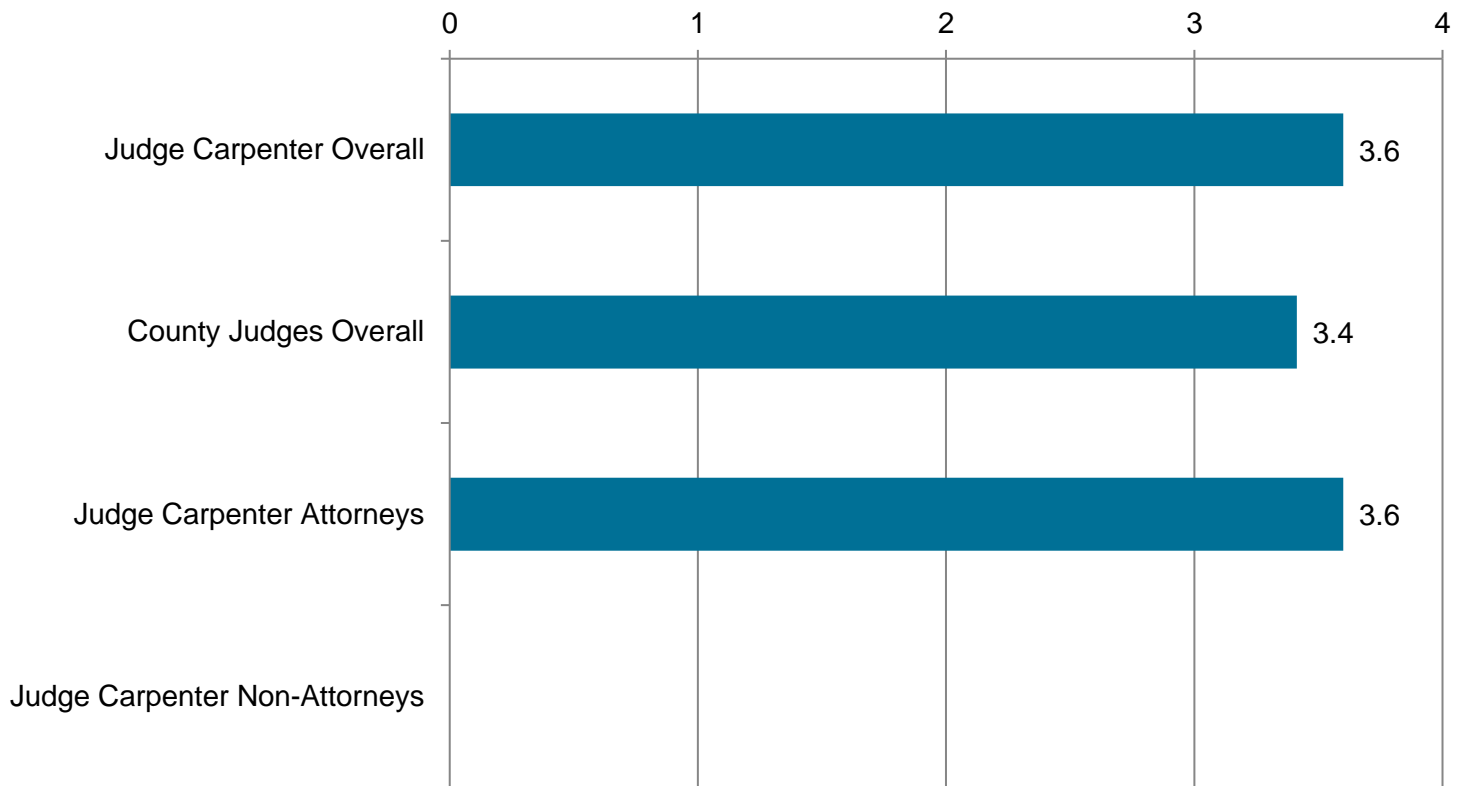 0 1 2 3 4
Judge Carpenter Overall 3.6
County Judges Overall 3.4
Judge Carpenter Attorneys 3.6
Judge Carpenter Non-Attorneys